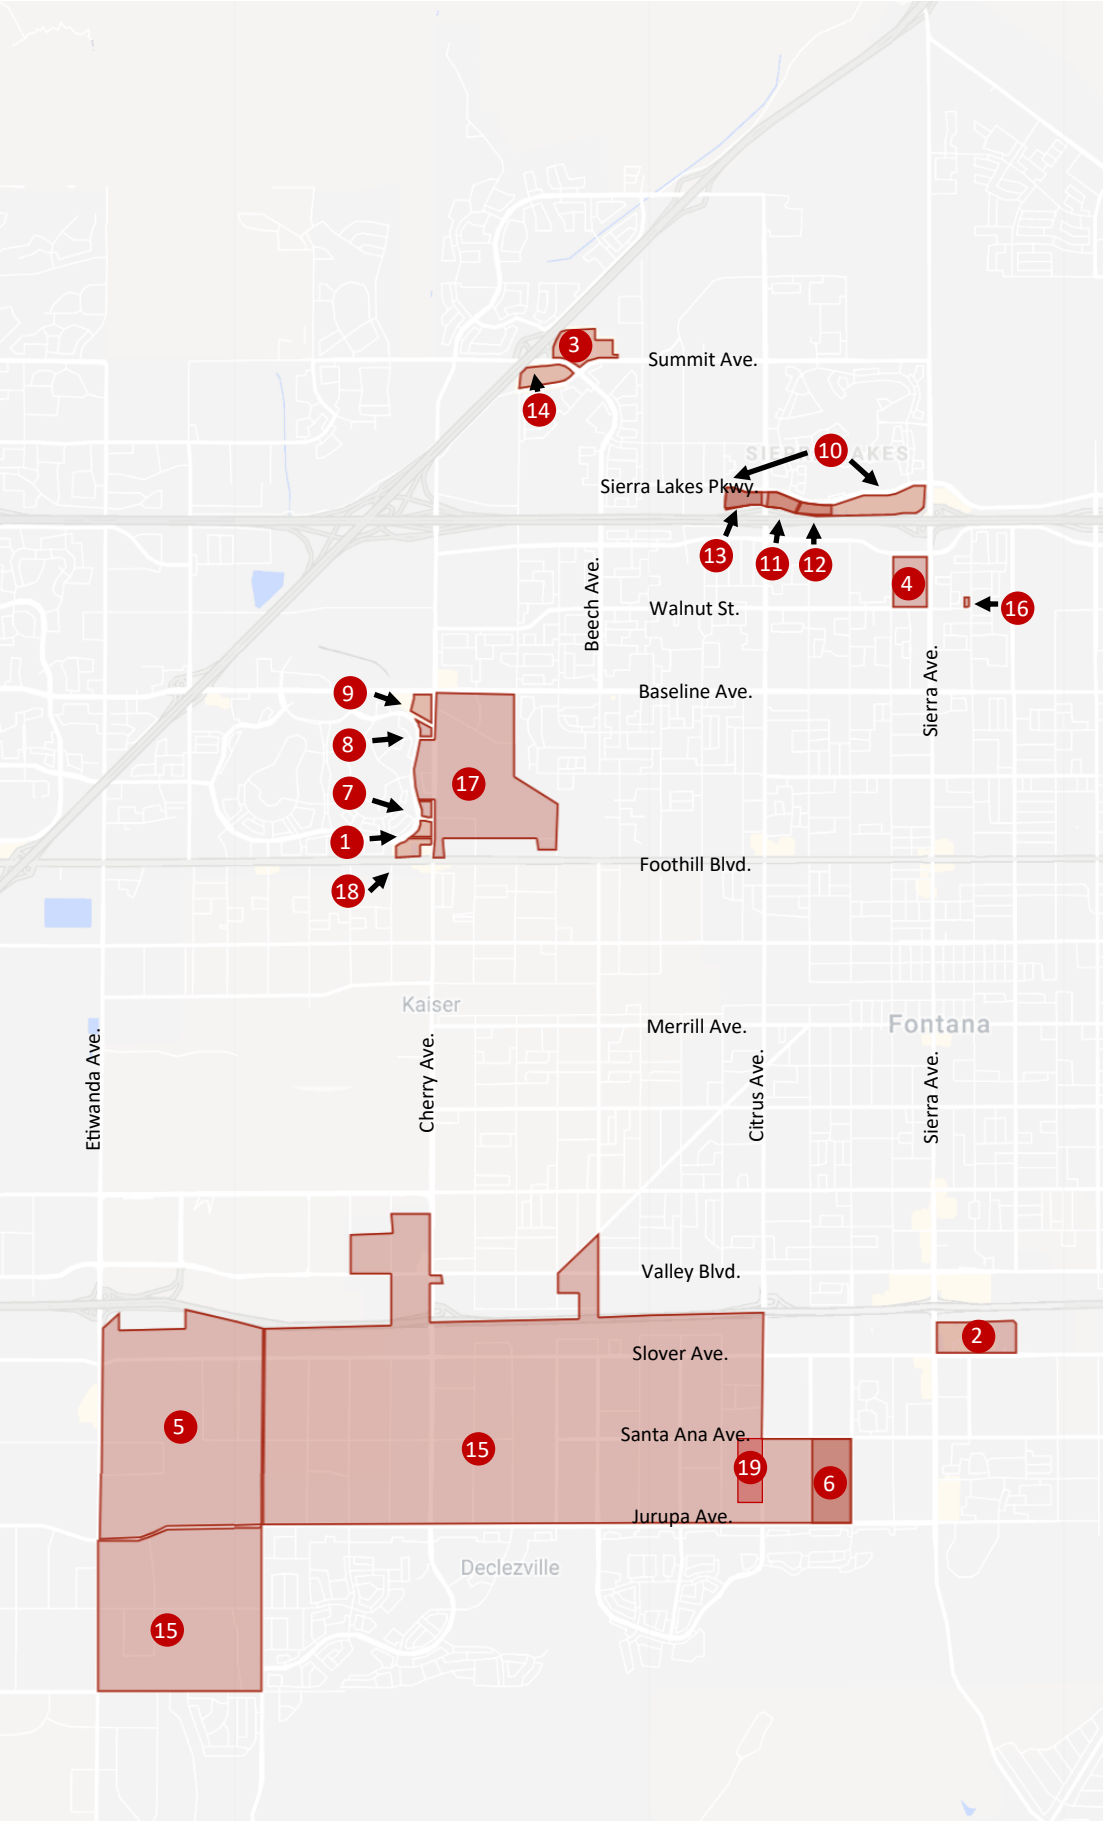 3
Summit Ave.
14
10
SIERRA LAKES
Sierra Lakes Pkwy.
13
11
12
Beech Ave.
4
Walnut St.
16
Sierra Ave.
9
Baseline Ave.
8
17
7
1
Foothill Blvd.
18
Kaiser
Merrill Ave.
Fontana
Etiwanda Ave.
Cherry Ave.
Citrus Ave.
Sierra Ave.
Valley Blvd.
2
Slover Ave.
5
Santa Ana Ave.
15
19
6
Jurupa Ave.
Declezville
15